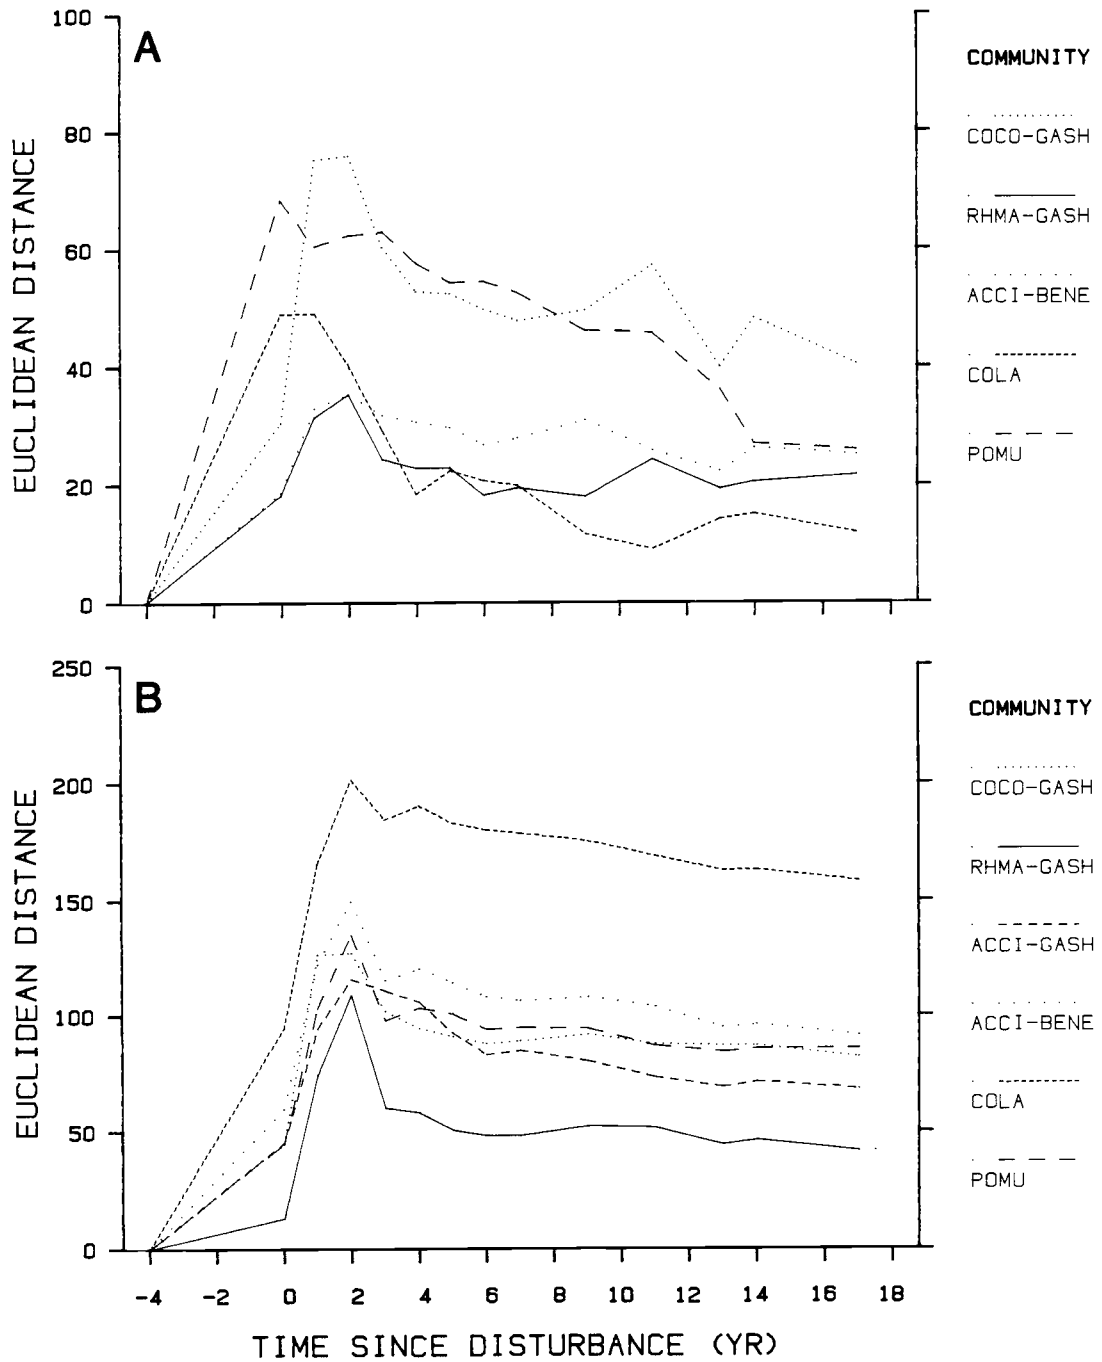 A
100
80
60
40
20
0
EUCLIDEAN DISTANCE
COMMUNITY
COCO-GASH
RHMA-GASH
ACCI-BENE
COLA
POMU
B
250
200
150
100
50
0
EUCLIDEAN DISTANCE
-4 -2 0 2 4 6 8 10 12 14 16 18
TIME SINCE DISTURBANCE (YR)
COMMUNITY
COCO-GASH
RHMA-GASH
ACCI-GASH
ACCI-BENE
COLA
POMU